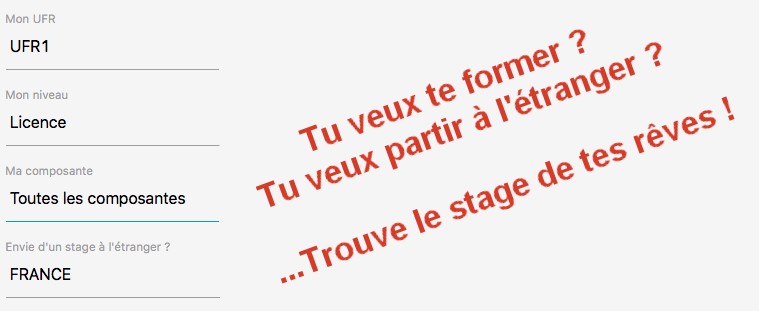 Mon UFR
UFR1
Mon niveau
Licence
Ma composante
Toutes les composantes
Envie d'un stage à l'étranger ?
FRANCE
Tu veux te former ?
Tu veux partir à l'étranger ?
...Trouve le stage de tes rêves !